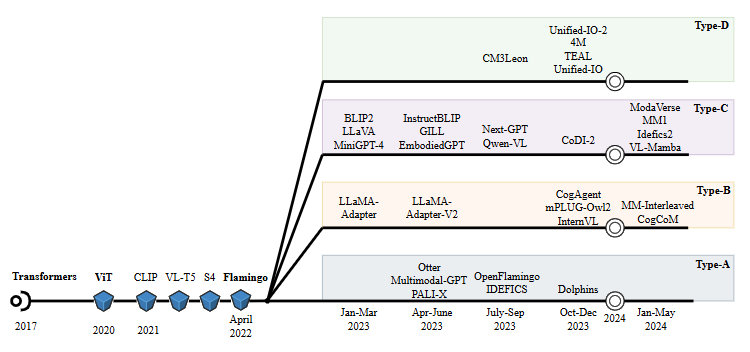 Type-D
Unified-IO-2
4M
TEAL
Unified-IO
CM3Leon
Type-C
BLIP2
LLaVA
MiniGPT-4
InstructBLIP
GILL
EmbodiedGPT
Next-GPT
Qwen-VL
CoDI-2
ModaVerse
MM1
Idefics2
VL-Mamba
Type-B
LLaMA-
Adapter
LLaMA-
Adapter-V2
CogAgent
mPLUG-Owl2
InternVL
MM-Interleaved
CogCoM
Type-A
Otter
Multimodal-GPT
PALI-X
OpenFlamingo
IDEFICS
Dolphins
Transformers
ViT
CLIP
VL-T5
S4
Flamingo
2017
2020
2021
April
2022
Jan-Mar
2023
Apr-June
2023
July-Sep
2023
Oct-Dec
2023
2024
Jan-May
2024